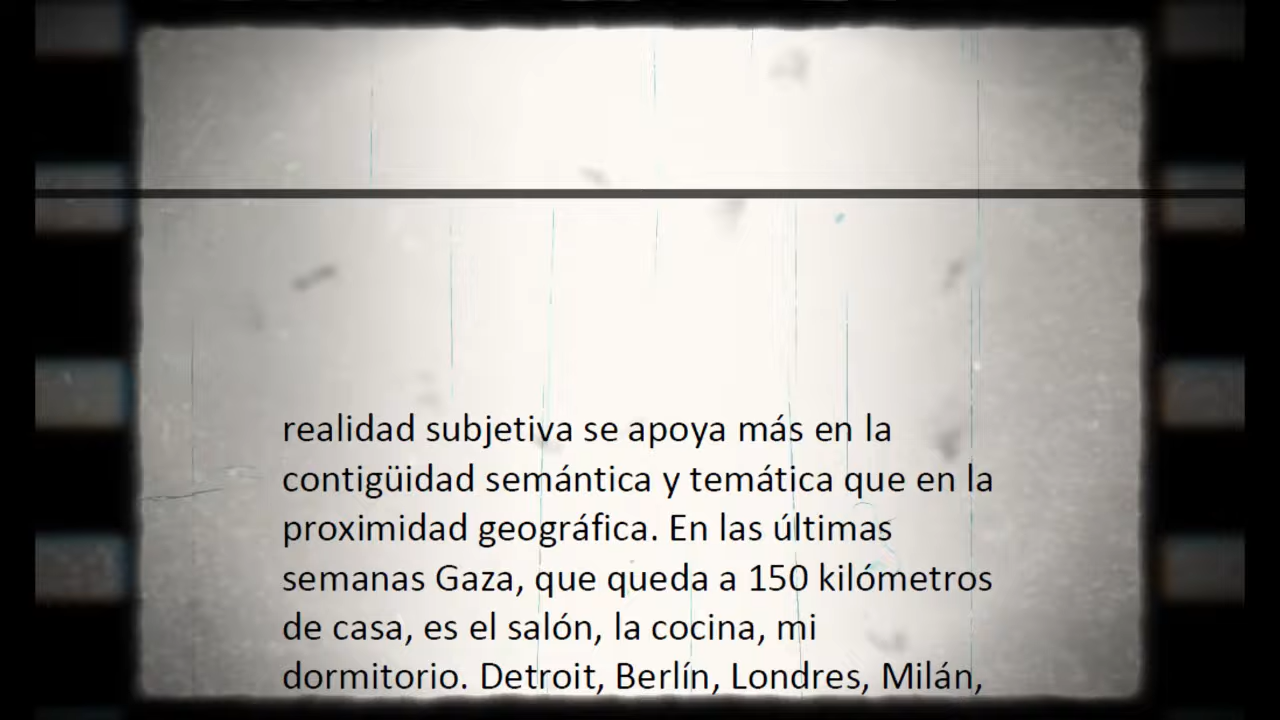 realidad subjetiva se apoya más en la
contigüidad semántica y temática que en la
proximidad geográfica. En las últimas
semanas Gaza, que queda a 150 kilómetros
de casa, es el salón, la cocina, mi
dormitorio. Detroit, Berlín, Londres, Milán,